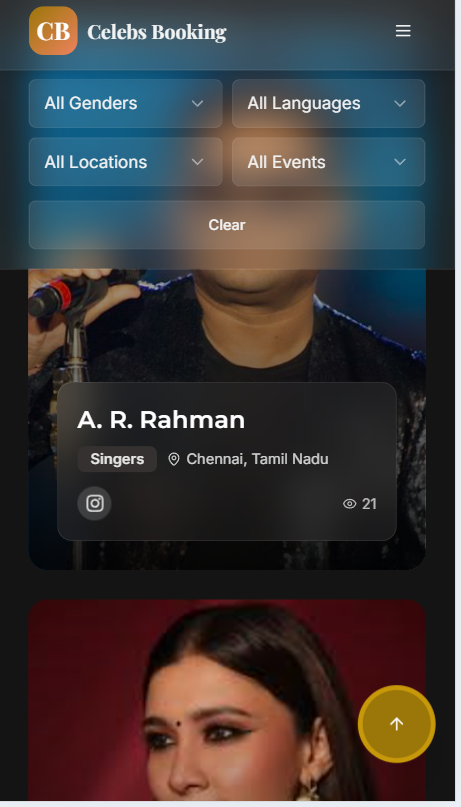 CB Celebs Booking
All Genders All Languages
All Locations All Events
Clear
A. R. Rahman
Singers Chennai, Tamil Nadu
21